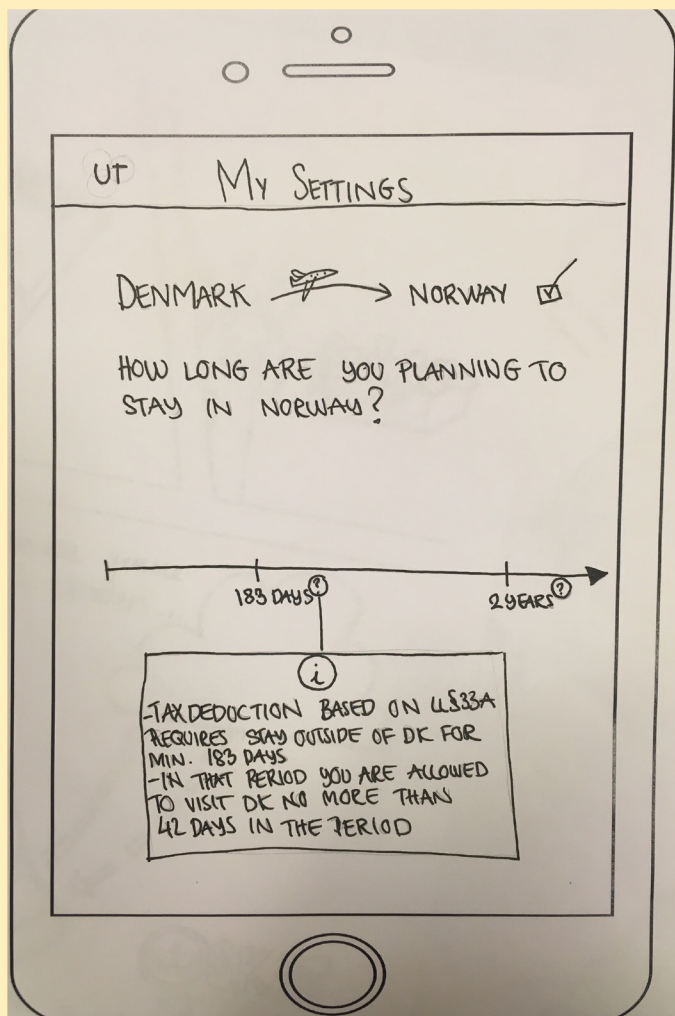 UT
MY SETTINGS
DENMARK NORWAY
HOW LONG ARE YOU PLANNING TO
STAY IN NORWAY?
183 DAYS ?
2 YEARS ?
i
-TAX DEDOCTION BASED ON LL§33A
REQUIRES STAY OUTSIDE OF DK FOR
MIN. 183 DAYS
-IN THAT PERIOD YOU ARE ALLOWED
TO VISIT DK NO MORE THAN
42 DAYS IN THE PERIOD